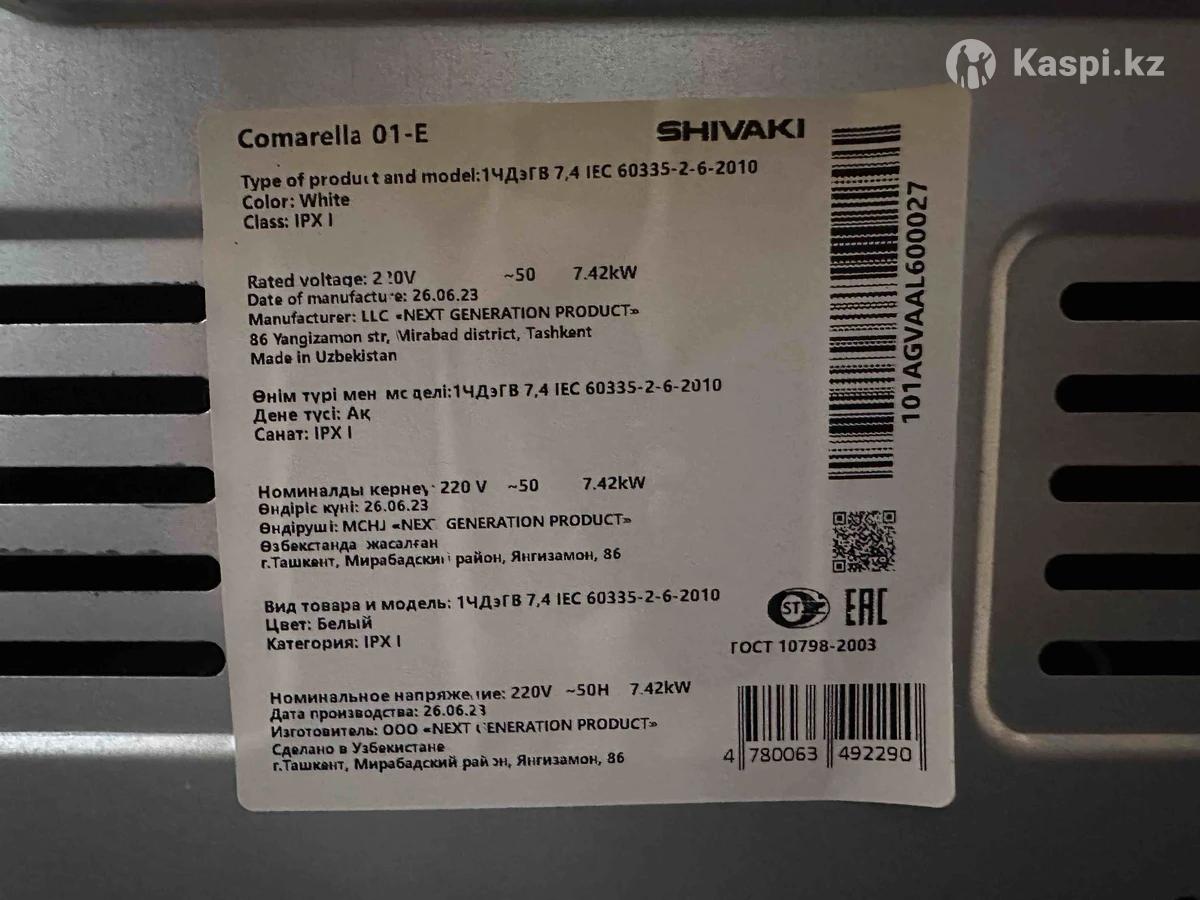 Kaspi.kz
Comarella 01-E
SHIVAKI
Type of product and model:1ЧДэГВ 7,4 IEC 60335-2-6-2010
Color: White
Class: IPX I
Rated voltage: 220V ~50 7.42kW
Date of manufacture: 26.06.23
Manufacturer: LLC «NEXT GENERATION PRODUCT»
86 Yangizamon str, Mirabad district, Tashkent
Made in Uzbekistan
Өнім түрі мен моделі:1ЧДэГВ 7,4 IEC 60335-2-6-2010
Дене түсі: Ақ
Санат: IPX I
Номиналды кернеу: 220 V ~50 7.42kW
Өндіріс күні: 26.06.23
Өндіруші: МСHJ «NEXT GENERATION PRODUCT»
Өзбекстанда жасалған
г.Ташкент, Мирабадский район, Янгизамон, 86
Вид товара и модель: 1ЧДэГВ 7,4 IEC 60335-2-6-2010
Цвет: Белый
Категория: IPX I
Номинальное напряжение: 220V ~50H 7.42kW
Дата производства: 26.06.23
Изготовитель: ООО «NEXT GENERATION PRODUCT»
Сделано в Узбекистане
г.Ташкент, Мирабадский район, Янгизамон, 86
101AGVAAL600027
ST
EAC
ГОСТ 10798-2003
4 780063 492290